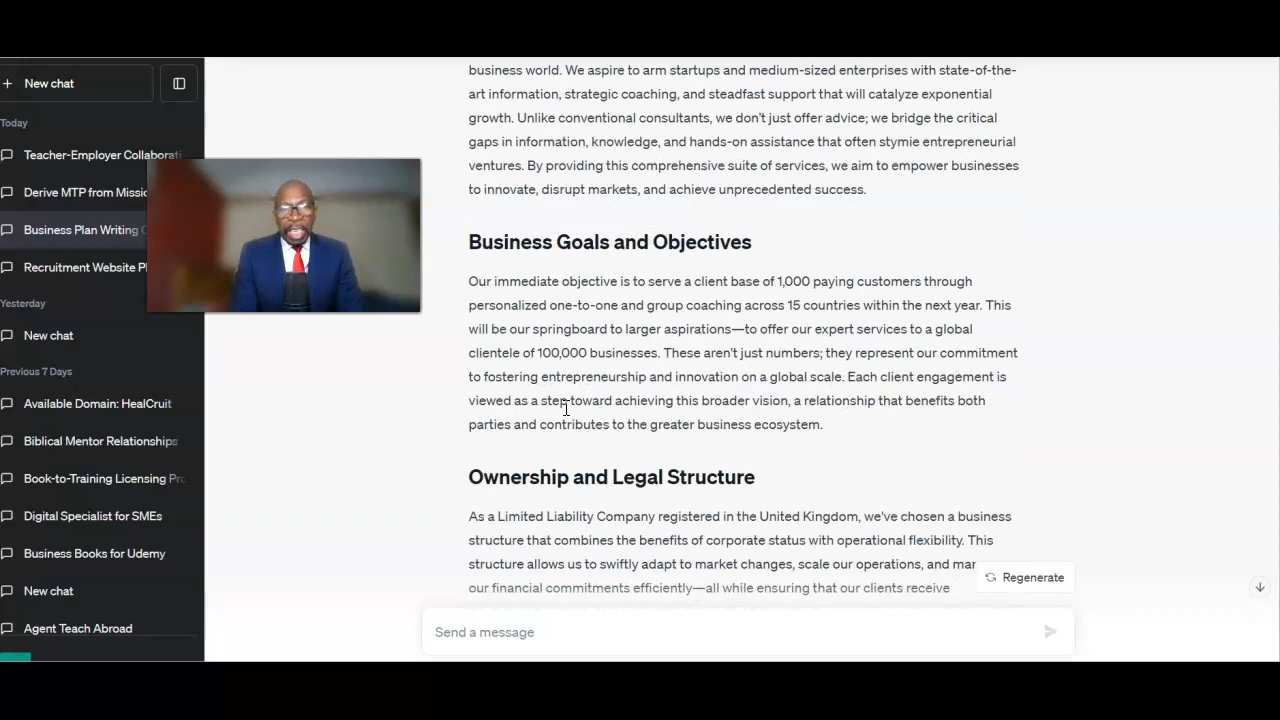 New chat
Today
Teacher-Employer Collaborati
Derive MTP from Missio
Business Plan Writing
Recruitment Website Pl
Yesterday
New chat
Previous 7 Days
Available Domain: HealCruit
Biblical Mentor Relationships
Book-to-Training Licensing Pro
Digital Specialist for SMEs
Business Books for Udemy
New chat
Agent Teach Abroad
business world. We aspire to arm startups and medium-sized enterprises with state-of-the-
art information, strategic coaching, and steadfast support that will catalyze exponential
growth. Unlike conventional consultants, we don't just offer advice; we bridge the critical
gaps in information, knowledge, and hands-on assistance that often stymie entrepreneurial
ventures. By providing this comprehensive suite of services, we aim to empower businesses
to innovate, disrupt markets, and achieve unprecedented success.
Business Goals and Objectives
Our immediate objective is to serve a client base of 1,000 paying customers through
personalized one-to-one and group coaching across 15 countries within the next year. This
will be our springboard to larger aspirations—to offer our expert services to a global
clientele of 100,000 businesses. These aren't just numbers; they represent our commitment
to fostering entrepreneurship and innovation on a global scale. Each client engagement is
viewed as a step toward achieving this broader vision, a relationship that benefits both
parties and contributes to the greater business ecosystem.
Ownership and Legal Structure
As a Limited Liability Company registered in the United Kingdom, we've chosen a business
structure that combines the benefits of corporate status with operational flexibility. This
structure allows us to swiftly adapt to market changes, scale our operations, and mar
our financial commitments efficiently—all while ensuring that our clients receive
Regenerate
Send a message